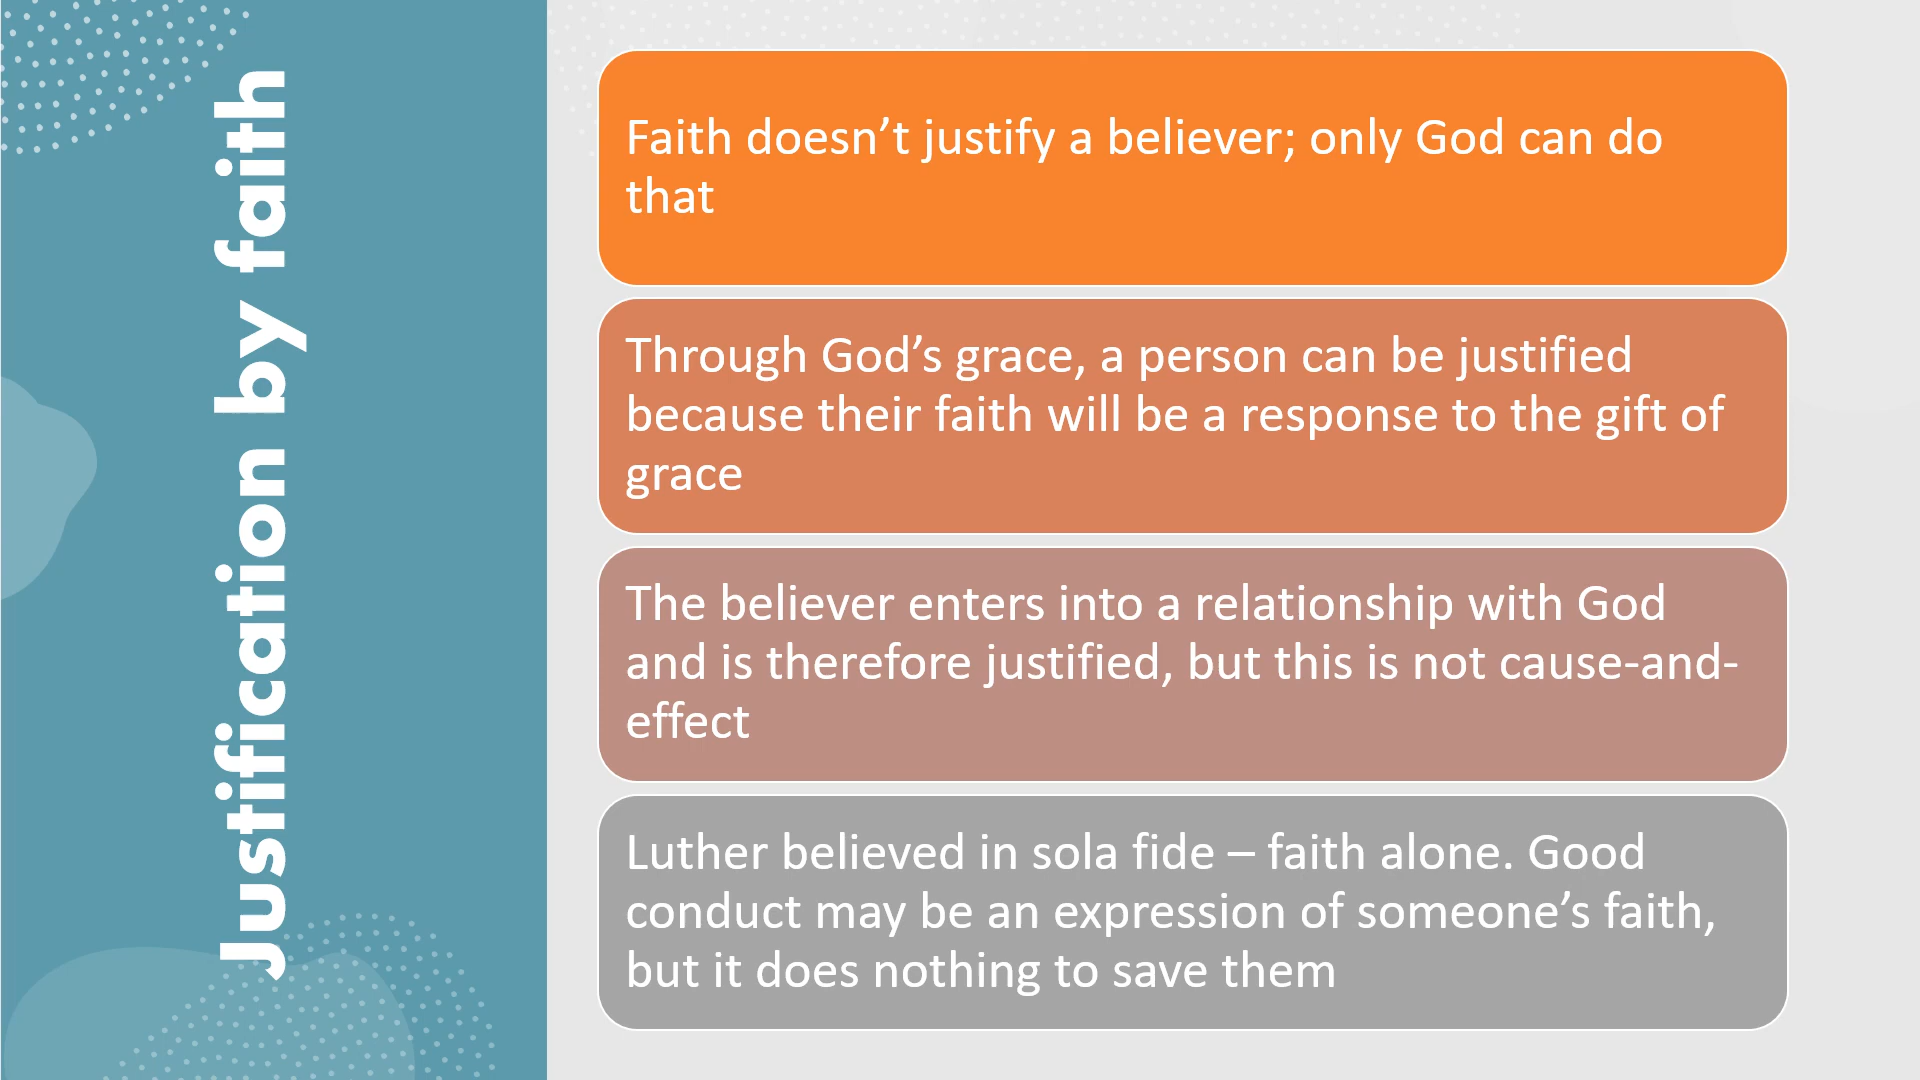 Justification by faith
Faith doesn’t justify a believer; only God can do
that
Through God’s grace, a person can be justified
because their faith will be a response to the gift of
grace
The believer enters into a relationship with God
and is therefore justified, but this is not cause-and-
effect
Luther believed in sola fide – faith alone. Good
conduct may be an expression of someone’s faith,
but it does nothing to save them